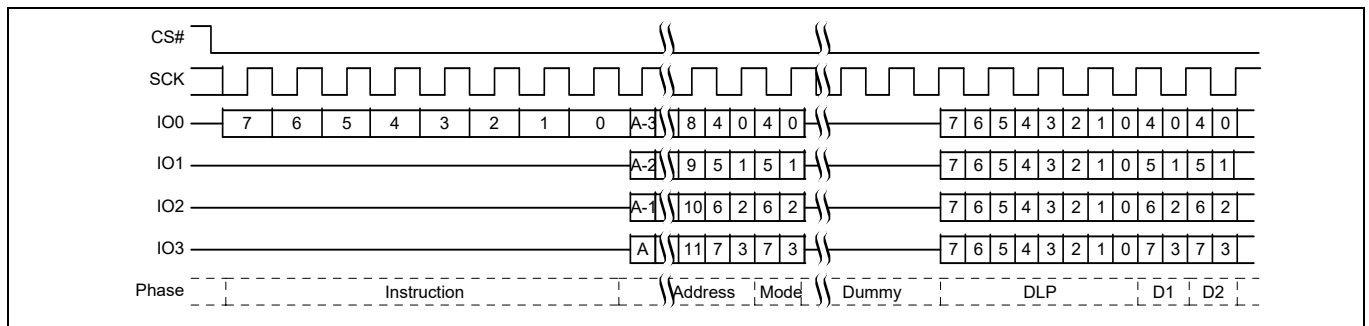 CS#
SCK
IO0 7 6 5 4 3 2 1 0 A-3 8 4 0 4 0 7 6 5 4 3 2 1 0 4 0 4 0
IO1 A-2 9 5 1 5 1 7 6 5 4 3 2 1 0 5 1 5 1
IO2 A-1 10 6 2 6 2 7 6 5 4 3 2 1 0 6 2 6 2
IO3 A 11 7 3 7 3 7 6 5 4 3 2 1 0 7 3 7 3
Phase Instruction Address Mode Dummy DLP D1 D2